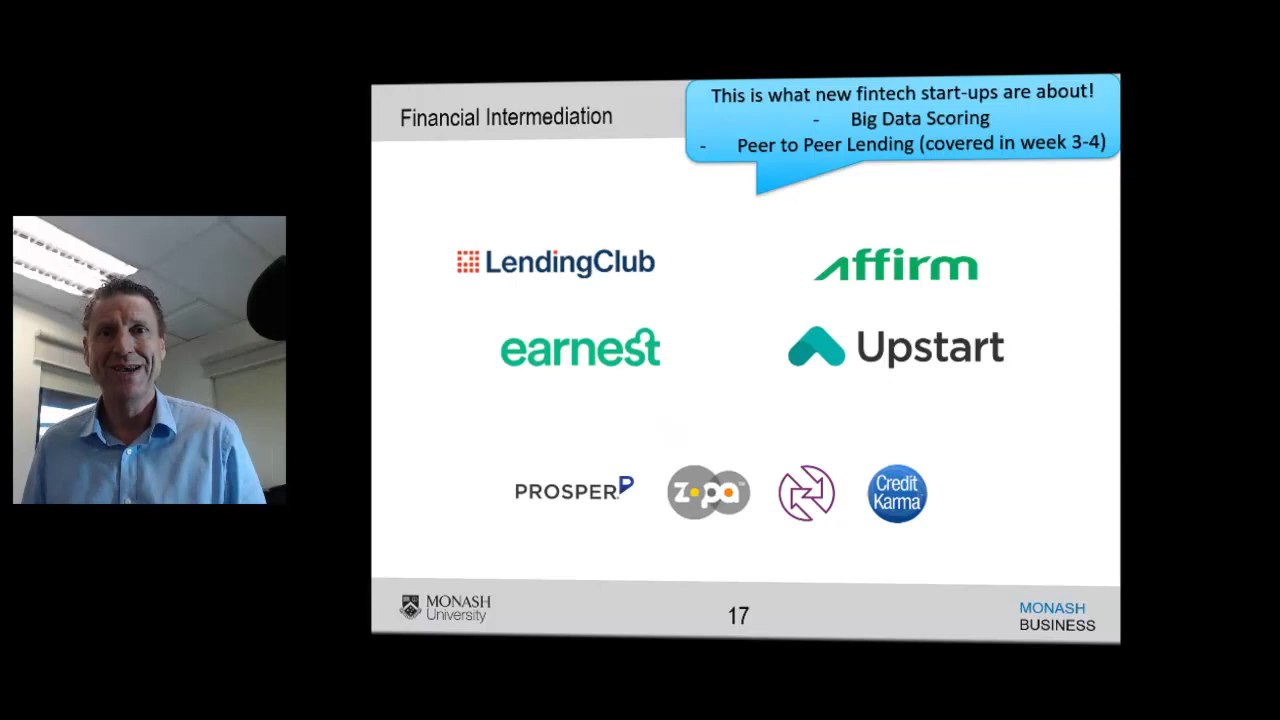 Financial Intermediation
This is what new fintech start-ups are about!
- Big Data Scoring
- Peer to Peer Lending (covered in week 3-4)
LendingClub
affirm
earnest
Upstart
PROSPER
zopa
Credit
Karma
MONASH
University
17
MONASH
BUSINESS